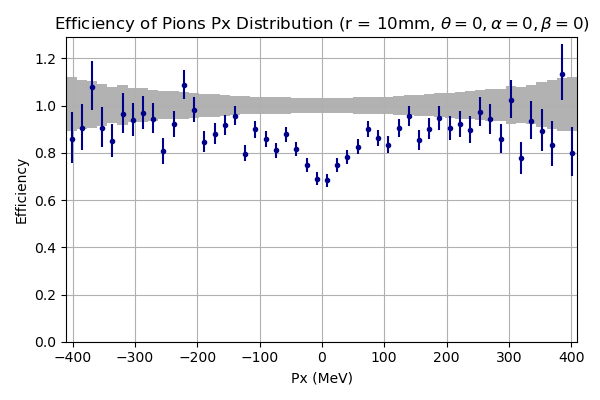 Efficiency of Pions Px Distribution (r = 10mm, θ = 0, α = 0, β = 0)
Efficiency
1.2
1.0
0.8
0.6
0.4
0.2
0.0
−400 −300 −200 −100 0 100 200 300 400
Px (MeV)